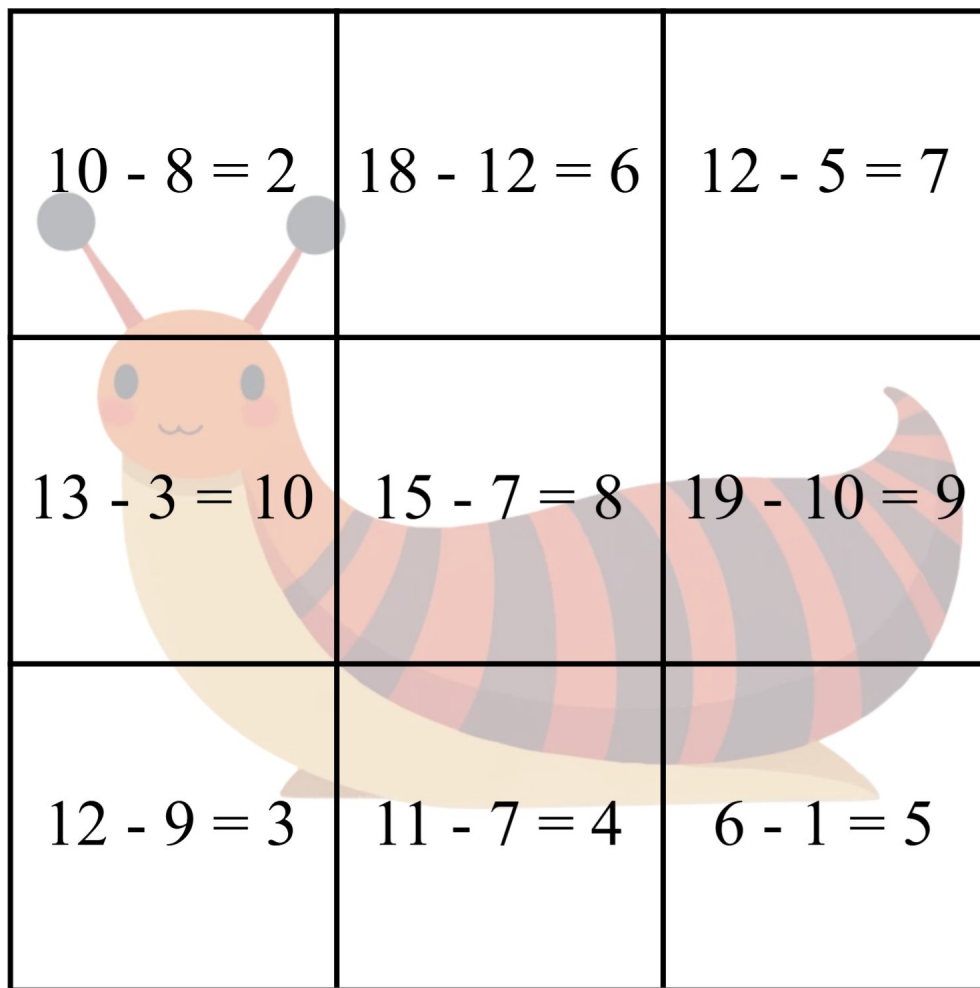 10 - 8 = 2
18 - 12 = 6
12 - 5 = 7
13 - 3 = 10
15 - 7 = 8
19 - 10 = 9
12 - 9 = 3
11 - 7 = 4
6 - 1 = 5